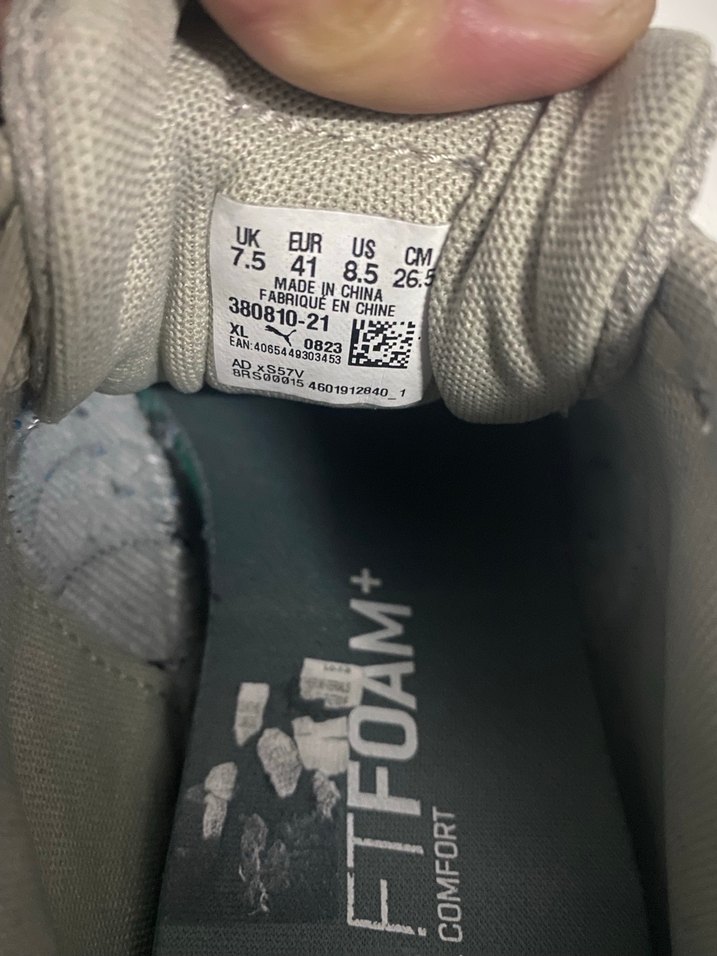 UK EUR US CM
7.5 41 8.5 26.5
MADE IN CHINA
FABRIQUÉ EN CHINE
380810-21
XL 0823
EAN:4065449303453
AD xS57V
8RS00015 4601912840_1
FTFOAM+
COMFORT